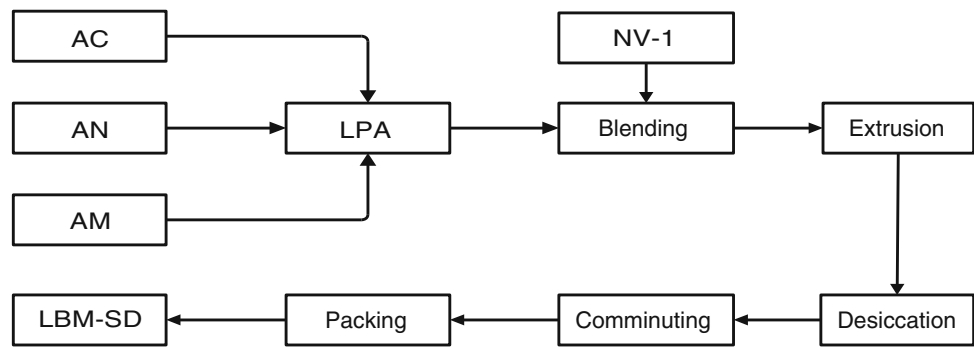 AC
NV-1
AN
LPA
Blending
Extrusion
AM
LBM-SD
Packing
Comminuting
Desiccation